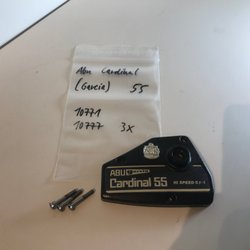 Abu Cardinal
(Garcia) 55
10771
10777 3x
ABU
Cardinal 55
HI SPEED 5.1-1